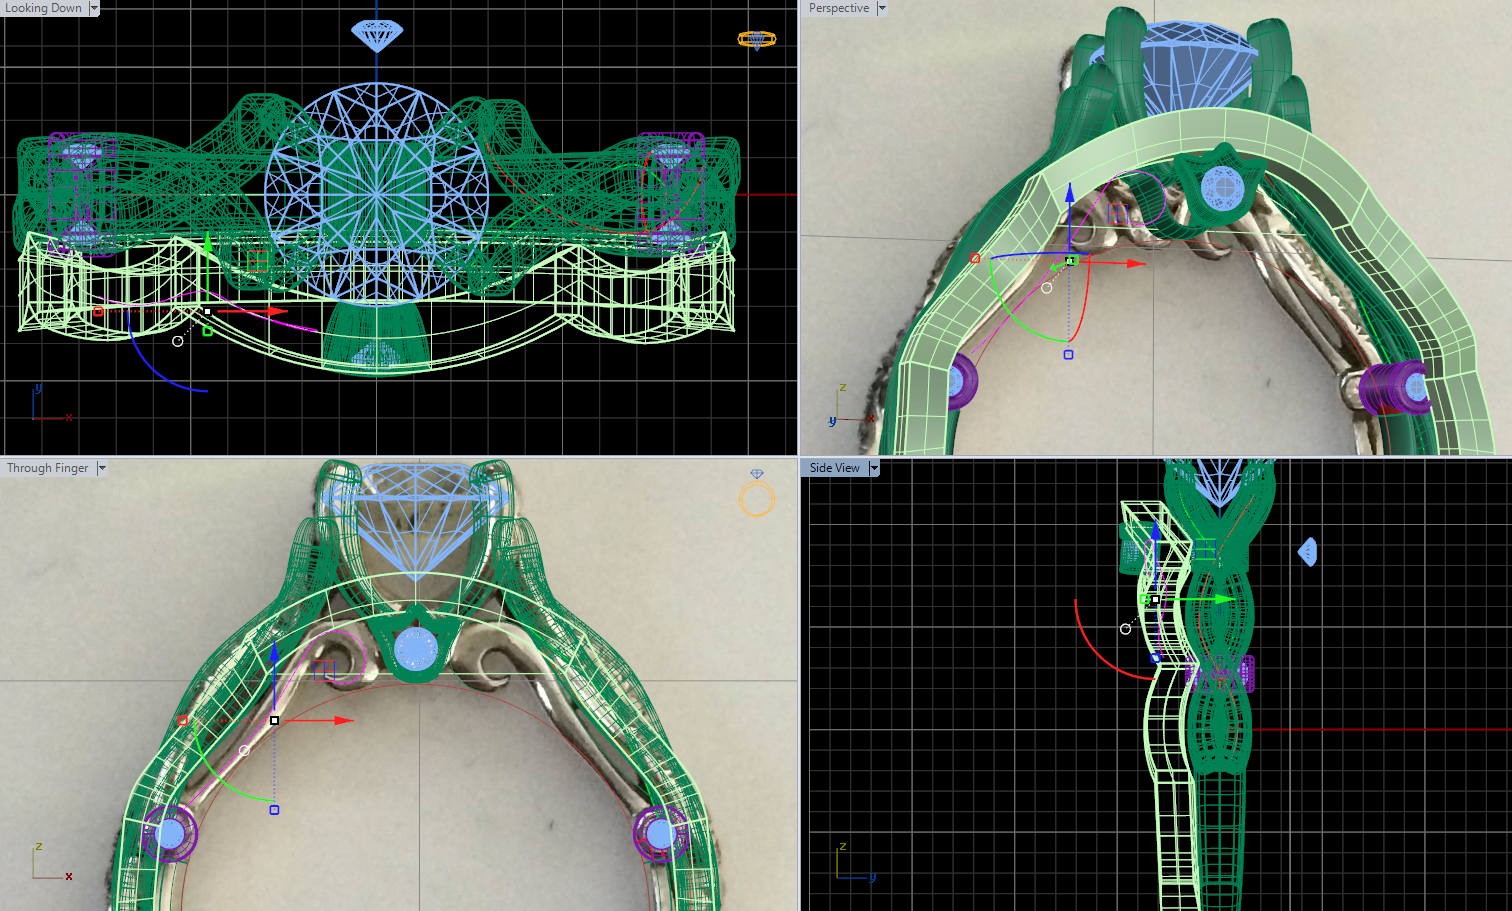 Looking Down
Perspective
y
x
z
y
x
Through Finger
Side View
z
x
z
y